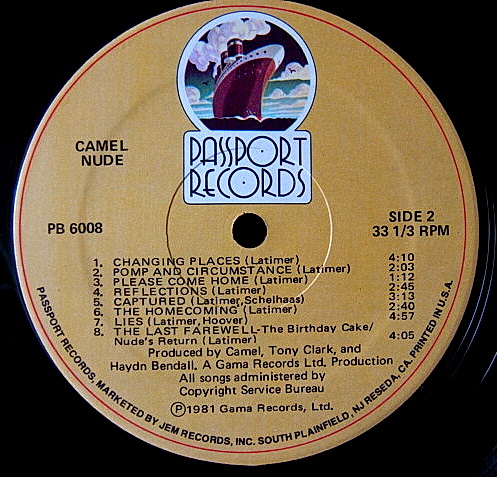 PASSPORT
RECORDS
CAMEL
NUDE
PB 6008
SIDE 2
33 1/3 RPM
1. CHANGING PLACES (Latimer) 4:10
2. POMP AND CIRCUMSTANCE (Latimer) 2:03
3. PLEASE COME HOME (Latimer) 1:12
4. REFLECTIONS (Latimer) 2:45
5. CAPTURED (Latimer, Schelhaas) 3:13
6. THE HOMECOMING (Latimer) 2:40
7. LIES (Latimer, Hoover) 4:57
8. THE LAST FAREWELL-The Birthday Cake/
Nude's Return (Latimer) 4:05
Produced by Camel, Tony Clark, and
Haydn Bendall. A Gama Records Ltd. Production
All songs administered by
Copyright Service Bureau
Ⓟ1981 Gama Records, Ltd.
PASSPORT RECORDS, MARKETED BY JEM RECORDS, INC. SOUTH PLAINFIELD, NJ RESEDA, CA. PRINTED IN U.S.A.